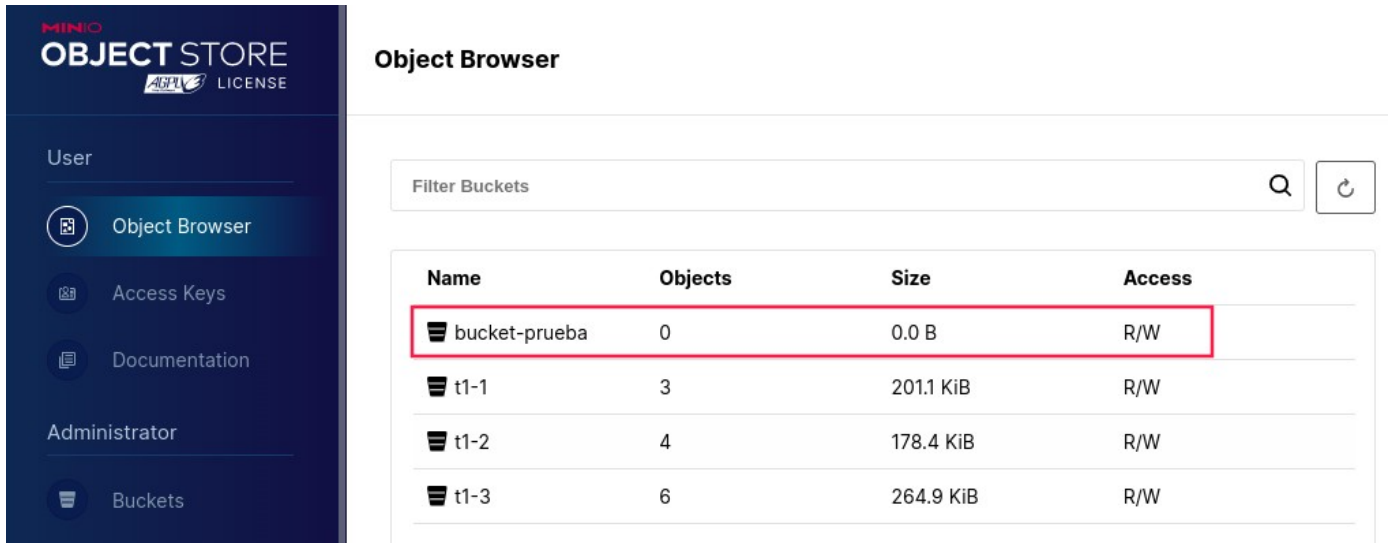 MINIO
OBJECT STORE
AGPLv3 LICENSE
User
Object Browser
Access Keys
Documentation
Administrator
Buckets
Object Browser
Filter Buckets
Name Objects Size Access
bucket-prueba 0 0.0 B R/W
t1-1 3 201.1 KiB R/W
t1-2 4 178.4 KiB R/W
t1-3 6 264.9 KiB R/W